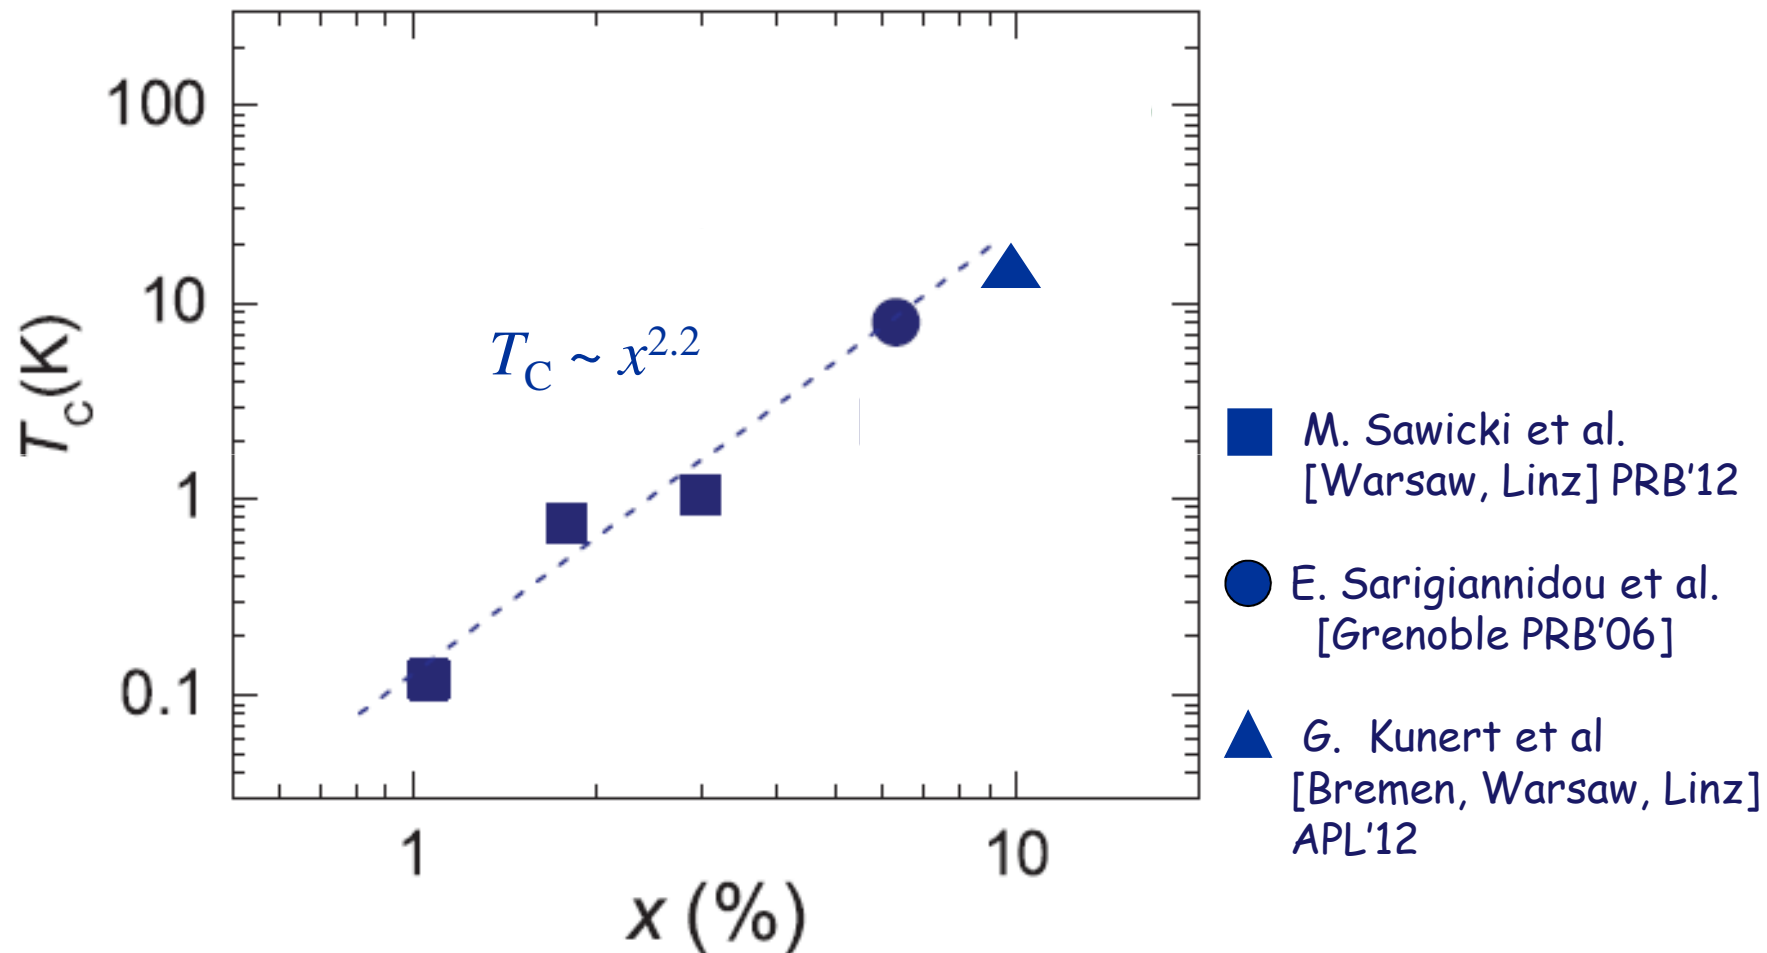 100
10
1
0.1
T_C(K)
T_C ~ x^2.2
1
10
x (%)
M. Sawicki et al.
[Warsaw, Linz] PRB'12
E. Sarigiannidou et al.
[Grenoble PRB'06]
G. Kunert et al
[Bremen, Warsaw, Linz]
APL'12